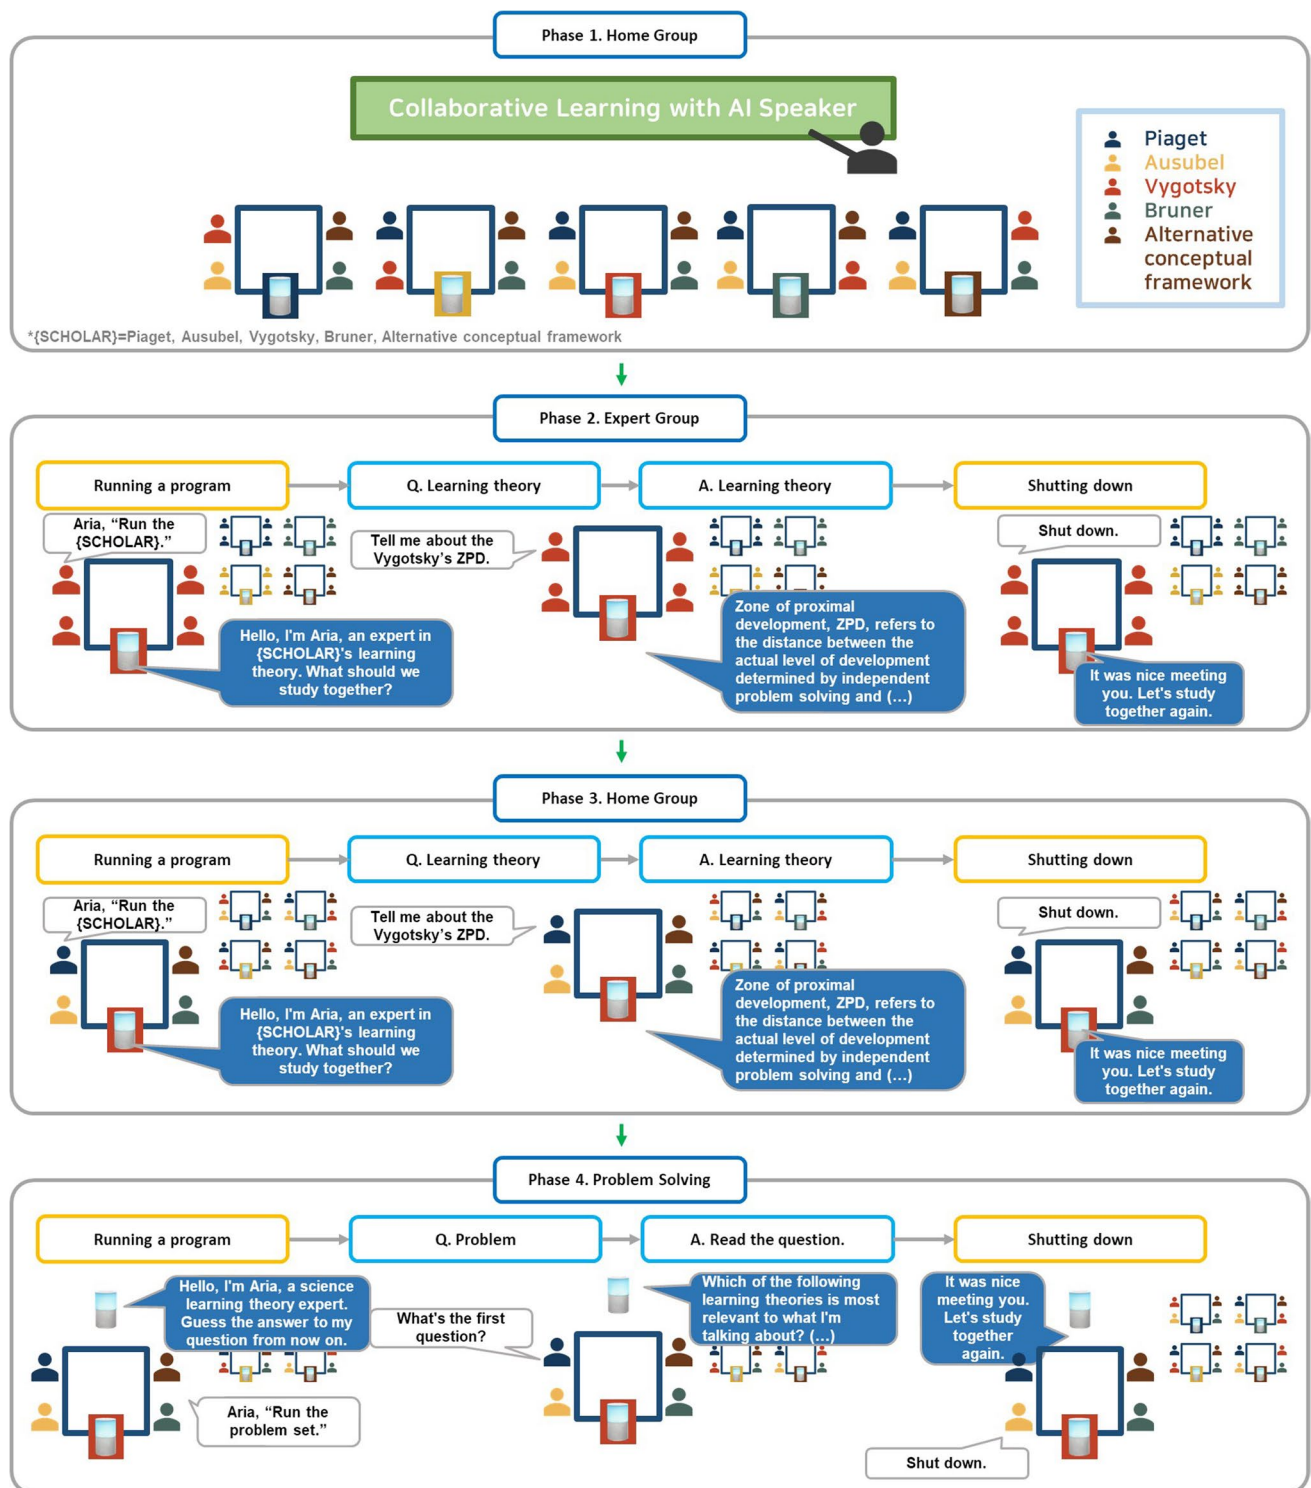 Phase 1. Home Group
Collaborative Learning with AI Speaker
Piaget
Ausubel
Vygotsky
Bruner
Alternative
conceptual
framework
*{SCHOLAR}=Piaget, Ausubel, Vygotsky, Bruner, Alternative conceptual framework
Phase 2. Expert Group
Running a program
Q. Learning theory
A. Learning theory
Shutting down
Aria, “Run the
{SCHOLAR}.”
Hello, I'm Aria, an expert in
{SCHOLAR}'s learning
theory. What should we
study together?
Tell me about the
Vygotsky’s ZPD.
Zone of proximal
development, ZPD, refers to
the distance between the
actual level of development
determined by independent
problem solving and (...)
Shut down.
It was nice meeting
you. Let's study
together again.
Phase 3. Home Group
Running a program
Q. Learning theory
A. Learning theory
Shutting down
Aria, “Run the
{SCHOLAR}.”
Hello, I'm Aria, an expert in
{SCHOLAR}'s learning
theory. What should we
study together?
Tell me about the
Vygotsky’s ZPD.
Zone of proximal
development, ZPD, refers to
the distance between the
actual level of development
determined by independent
problem solving and (...)
Shut down.
It was nice meeting
you. Let's study
together again.
Phase 4. Problem Solving
Running a program
Q. Problem
A. Read the question.
Shutting down
Hello, I'm Aria, a science
learning theory expert.
Guess the answer to my
question from now on.
Aria, “Run the
problem set.”
What's the first
question?
Which of the following
learning theories is most
relevant to what I'm
talking about? (...)
It was nice
meeting you.
Let's study
together
again.
Shut down.